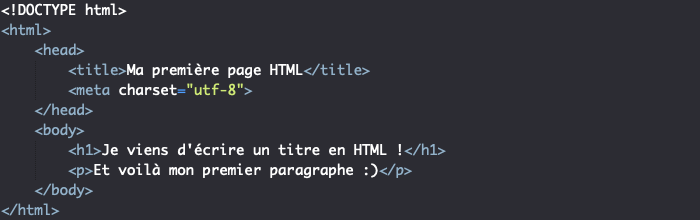 <!DOCTYPE html>
<html>
    <head>
        <title>Ma première page HTML</title>
        <meta charset="utf-8">
    </head>
    <body>
        <h1>Je viens d'écrire un titre en HTML !</h1>
        <p>Et voilà mon premier paragraphe :)</p>
    </body>
</html>